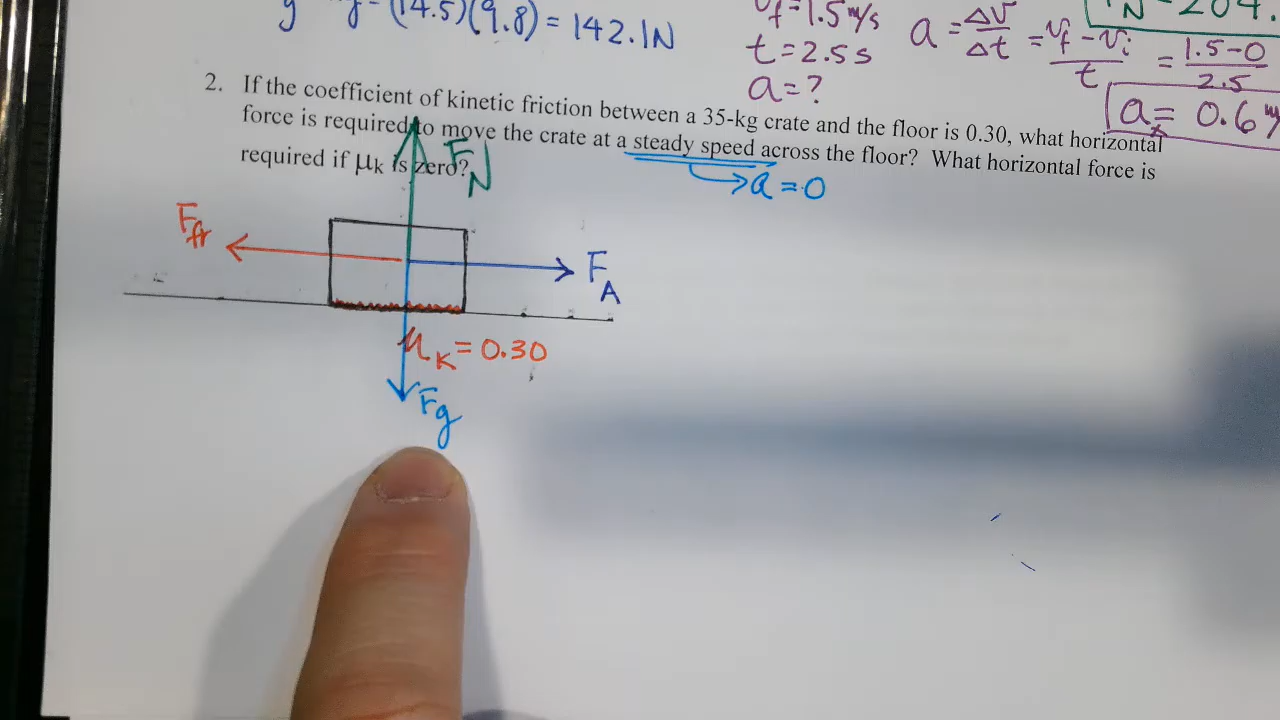 y = (14.5)(9.8) = 142.1N
vf = 1.5 m/s
t = 2.5 s
a = ?
a = Δv/Δt = vf - vi/t = 1.5-0/2.5
N 204.
a = 0.6 m/
x
2. If the coefficient of kinetic friction between a 35-kg crate and the floor is 0.30, what horizontal
force is required to move the crate at a steady speed across the floor? What horizontal force is
required if μk is zero?
→ a = 0
FN
Ffr
FA
μK = 0.30
Fg